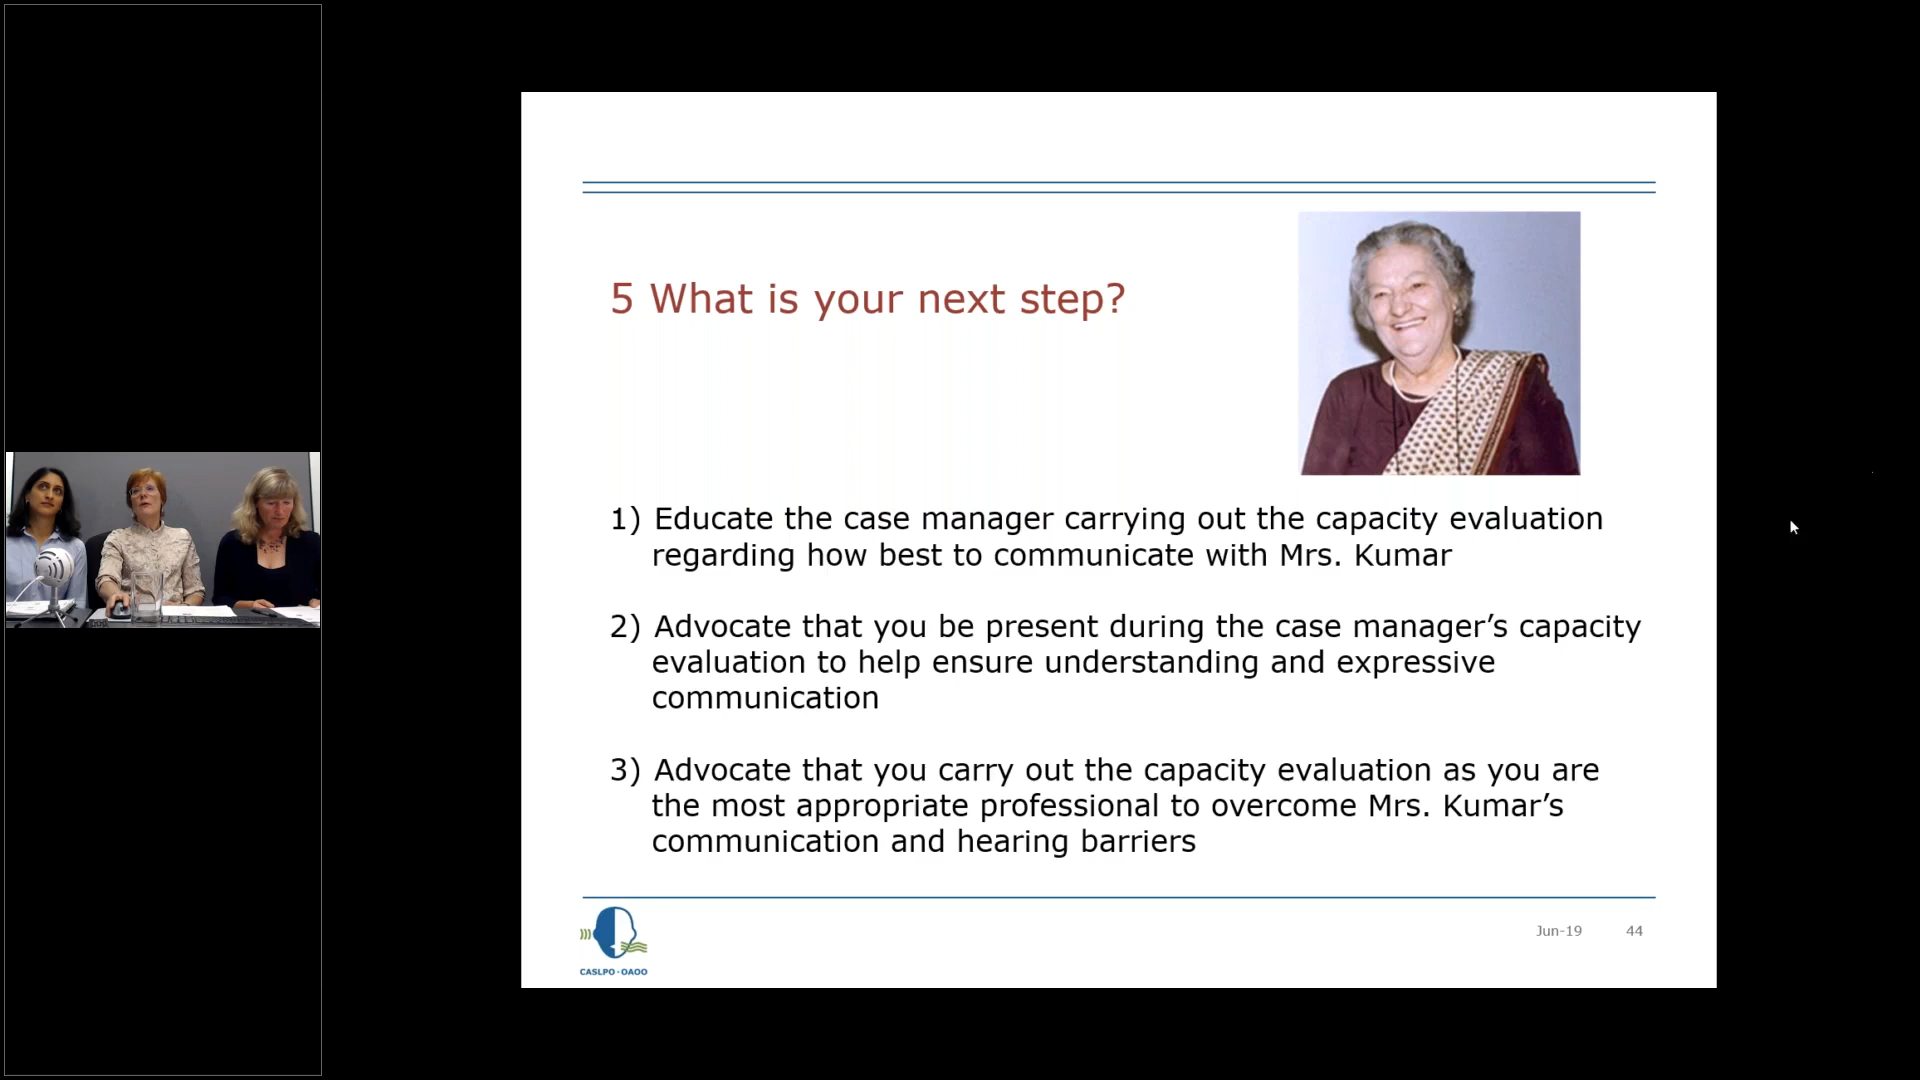 5 What is your next step?
1) Educate the case manager carrying out the capacity evaluation
regarding how best to communicate with Mrs. Kumar
2) Advocate that you be present during the case manager’s capacity
evaluation to help ensure understanding and expressive
communication
3) Advocate that you carry out the capacity evaluation as you are
the most appropriate professional to overcome Mrs. Kumar’s
communication and hearing barriers
CASLPO-OAOO
Jun-19 44